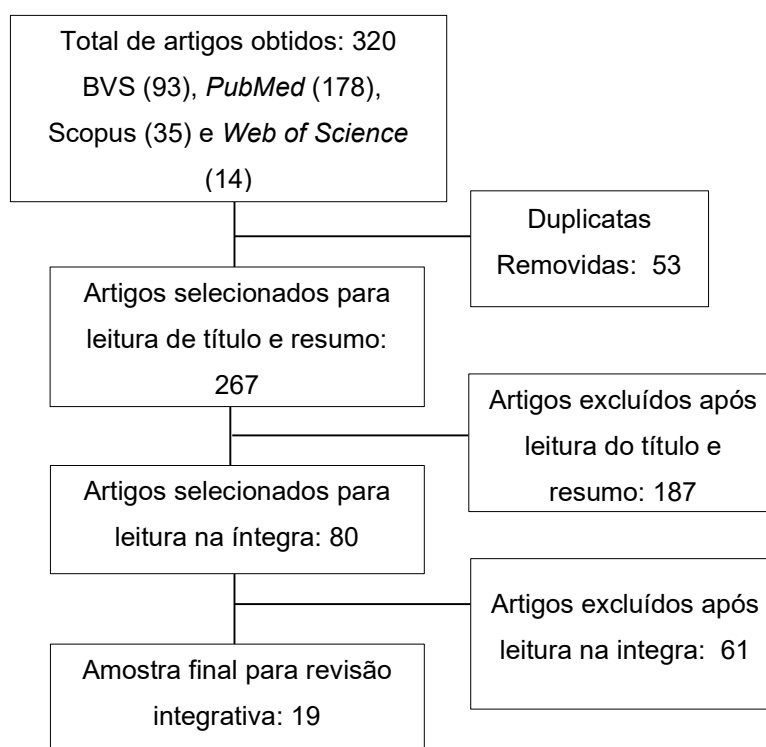 Total de artigos obtidos: 320
BVS (93), PubMed (178),
Scopus (35) e Web of Science
(14)
Duplicatas
Removidas: 53
Artigos selecionados para
leitura de título e resumo:
267
Artigos excluídos após
leitura do título e
resumo: 187
Artigos selecionados para
leitura na íntegra: 80
Artigos excluídos após
leitura na integra: 61
Amostra final para revisão
integrativa: 19